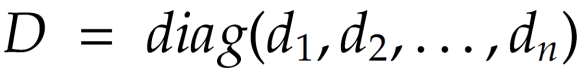 D = diag(d₁, d₂, . . . , dₙ)